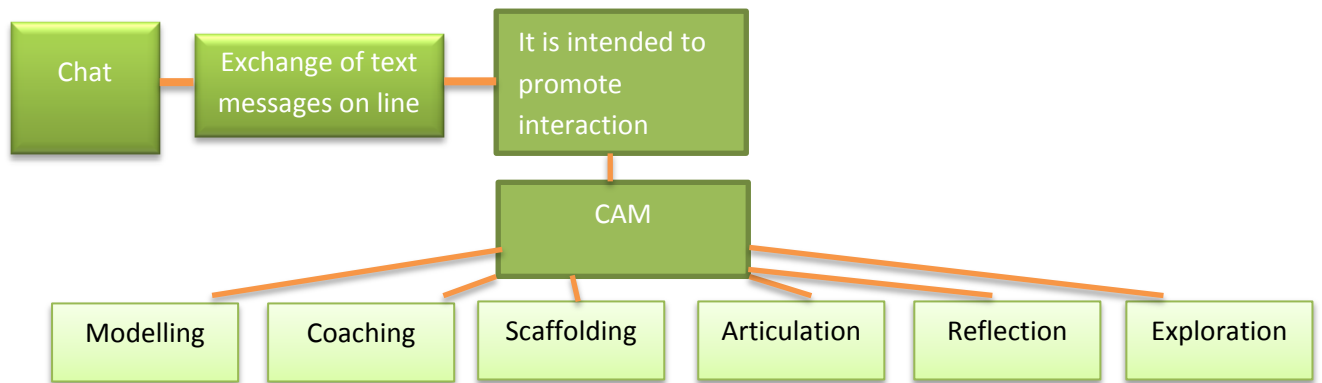 Chat
Exchange of text
messages on line
It is intended to
promote
interaction
CAM
Modelling
Coaching
Scaffolding
Articulation
Reflection
Exploration